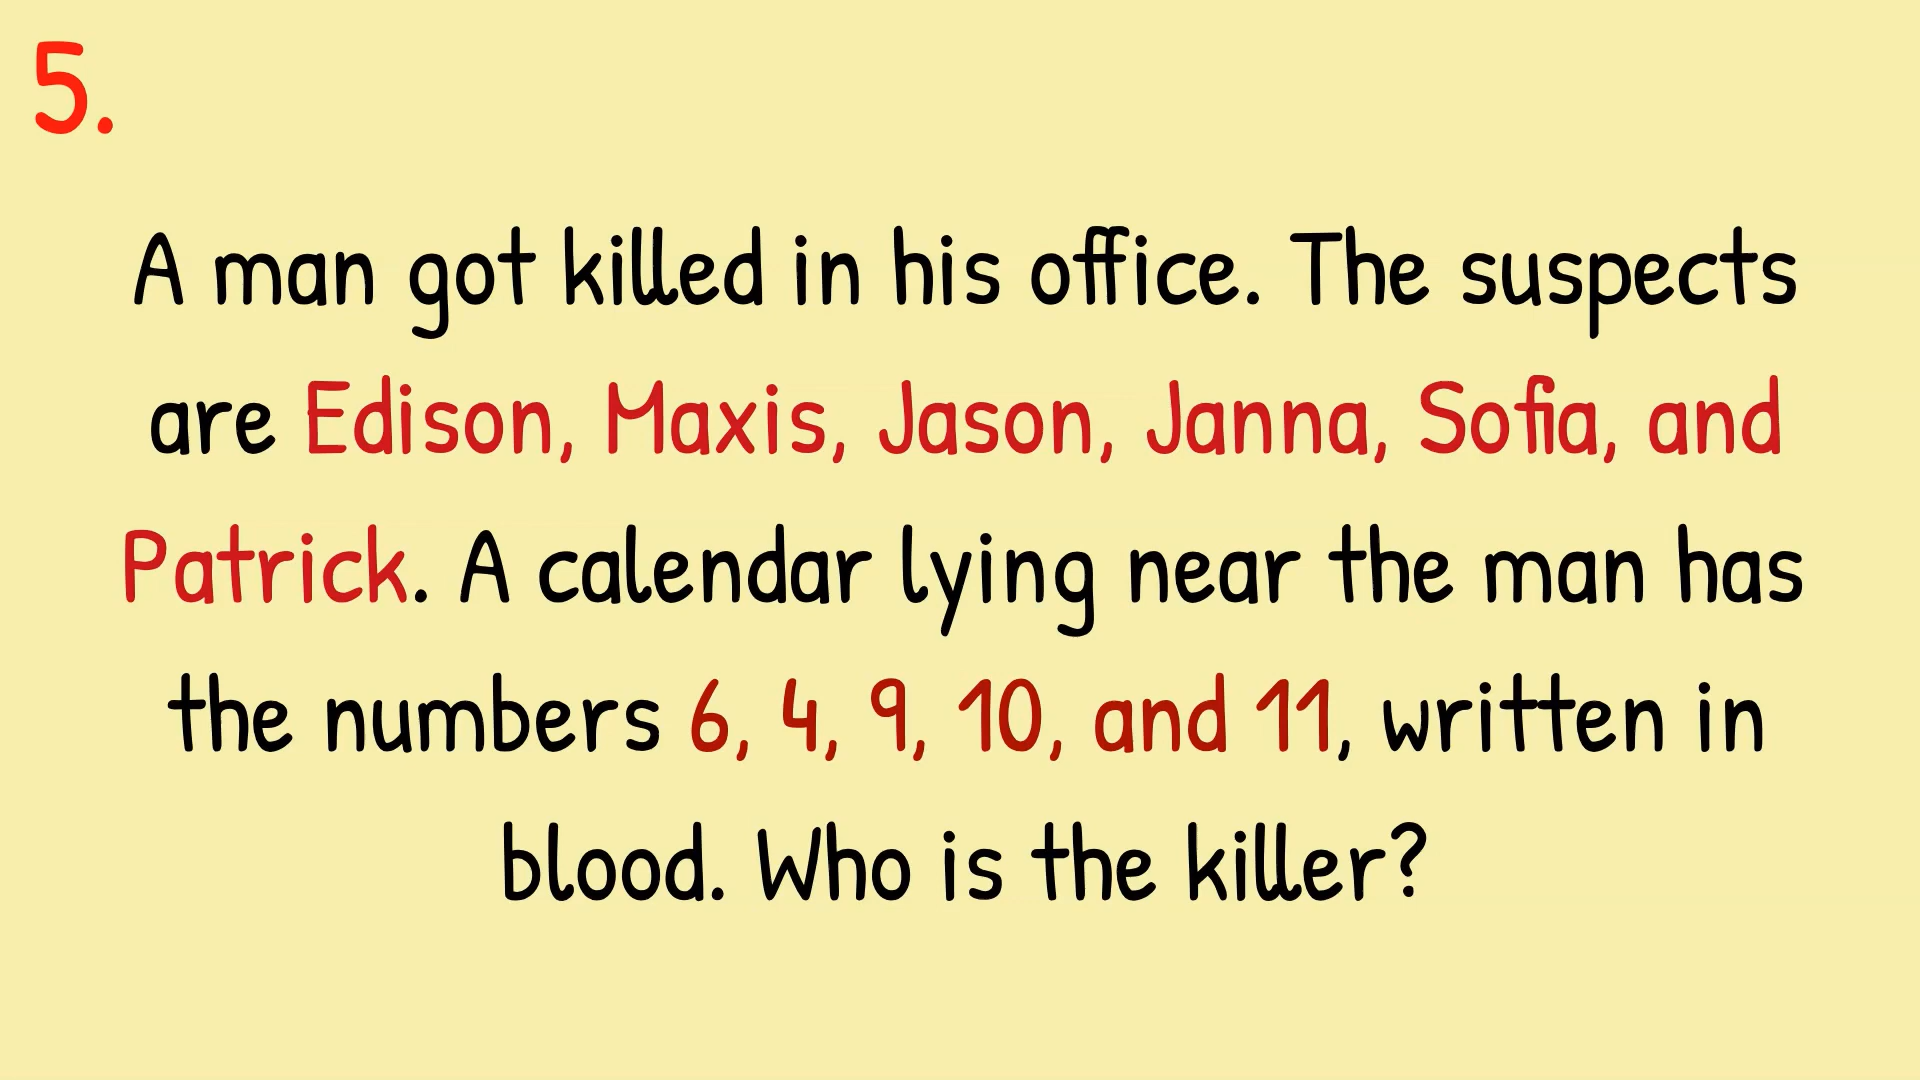 5.
A man got killed in his office. The suspects
are Edison, Maxis, Jason, Janna, Sofia, and
Patrick. A calendar lying near the man has
the numbers 6, 4, 9, 10, and 11, written in
blood. Who is the killer?